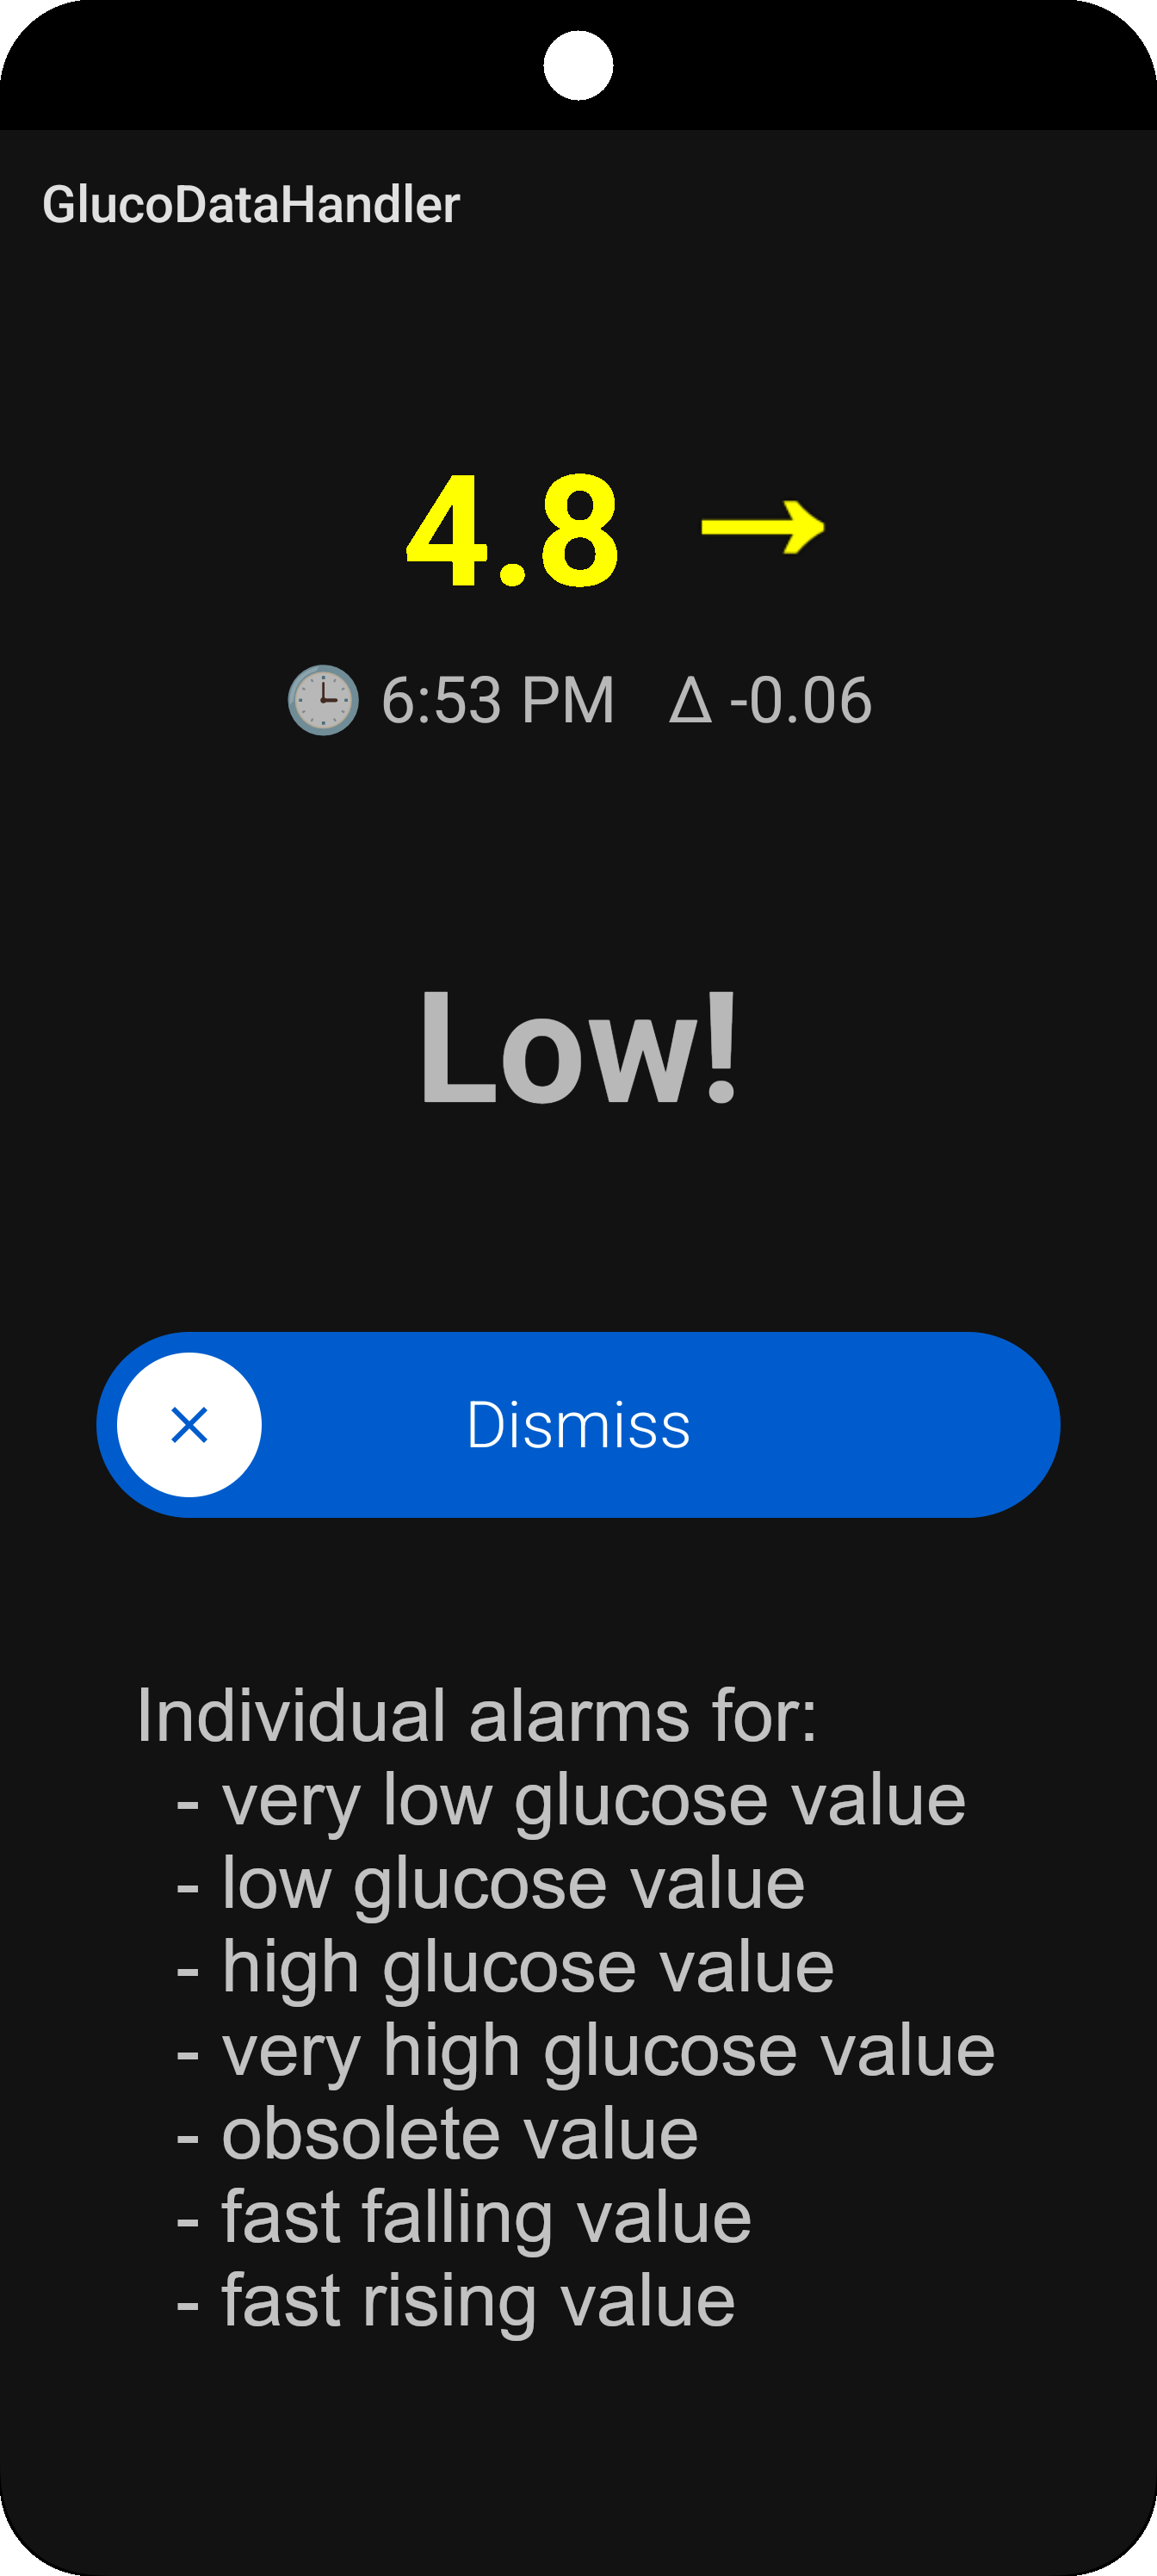 GlucoDataHandler
4.8 →
🕒 6:53 PM Δ -0.06
Low!
Dismiss
Individual alarms for:
- very low glucose value
- low glucose value
- high glucose value
- very high glucose value
- obsolete value
- fast falling value
- fast rising value